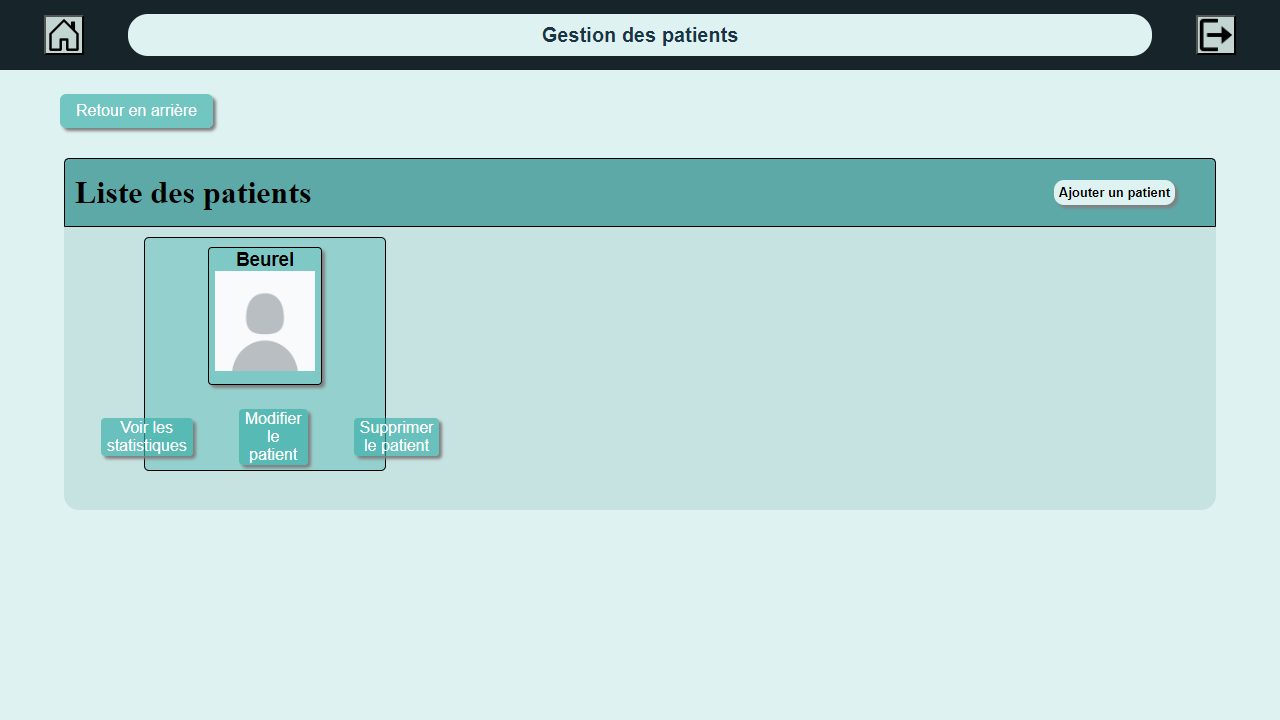 Gestion des patients
Retour en arrière
Liste des patients
Ajouter un patient
Beurel
Voir les
statistiques
Modifier
le
patient
Supprimer
le patient